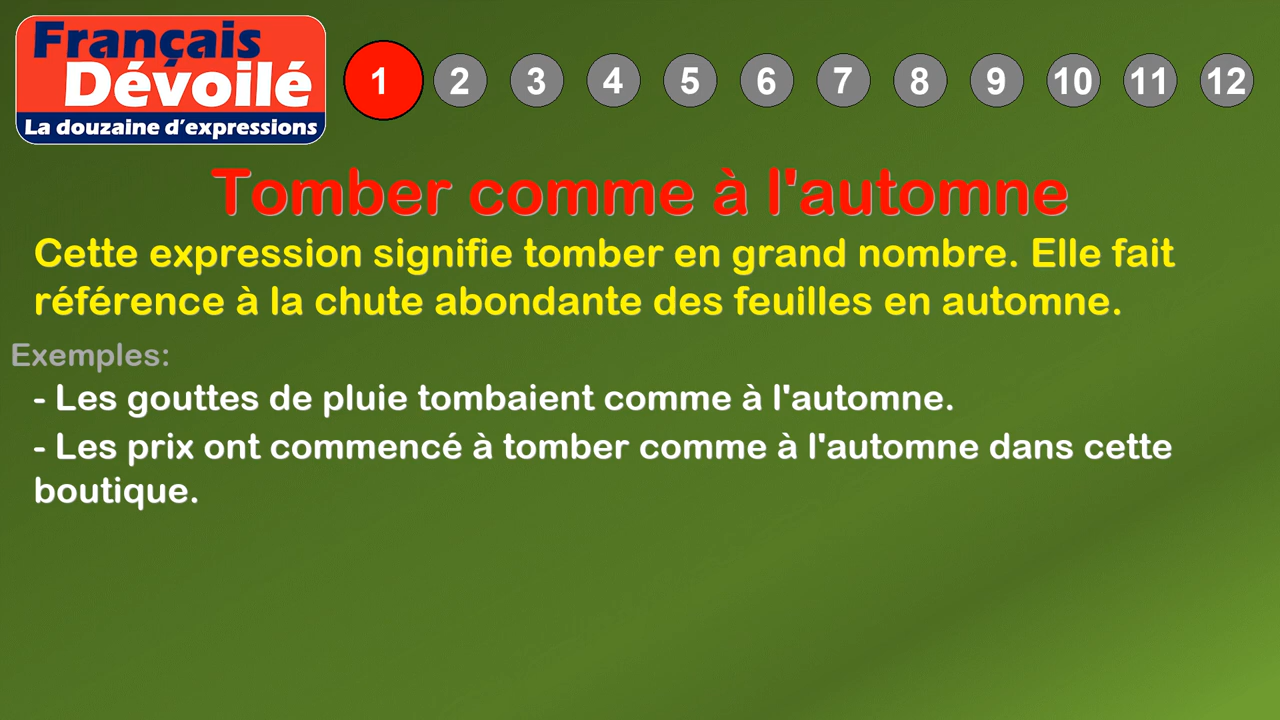 Français
Dévoilé
La douzaine d'expressions
1 2 3 4 5 6 7 8 9 10 11 12
Tomber comme à l'automne
Cette expression signifie tomber en grand nombre. Elle fait
référence à la chute abondante des feuilles en automne.
Exemples:
- Les gouttes de pluie tombaient comme à l'automne.
- Les prix ont commencé à tomber comme à l'automne dans cette
boutique.